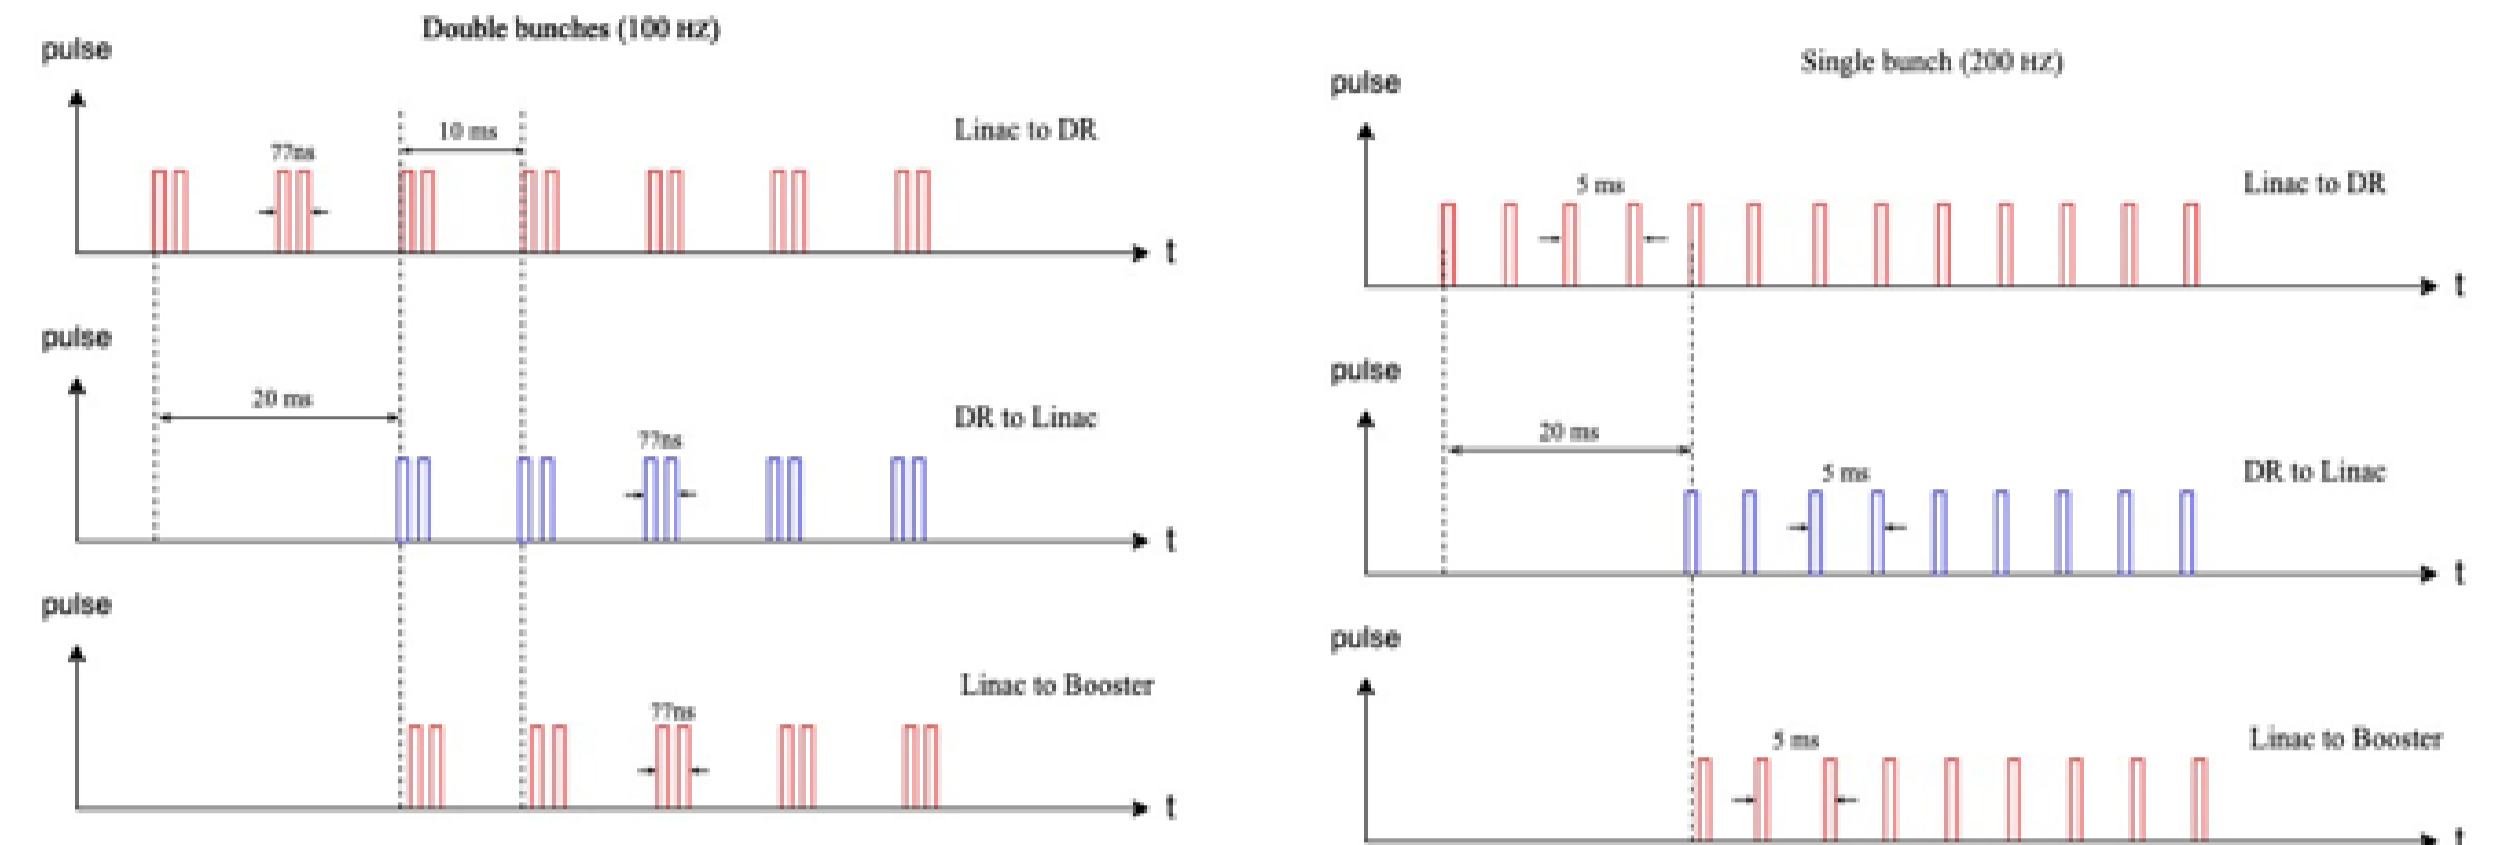 Double bunches (100 HZ)
pulse
10 ms
Linac to DR
77ns
t
pulse
20 ms
DR to Linac
77ns
t
pulse
Linac to Booster
77ns
t
Single bunch (200 HZ)
pulse
5 ms
Linac to DR
t
pulse
20 ms
5 ms
DR to Linac
t
pulse
5 ms
Linac to Booster
t